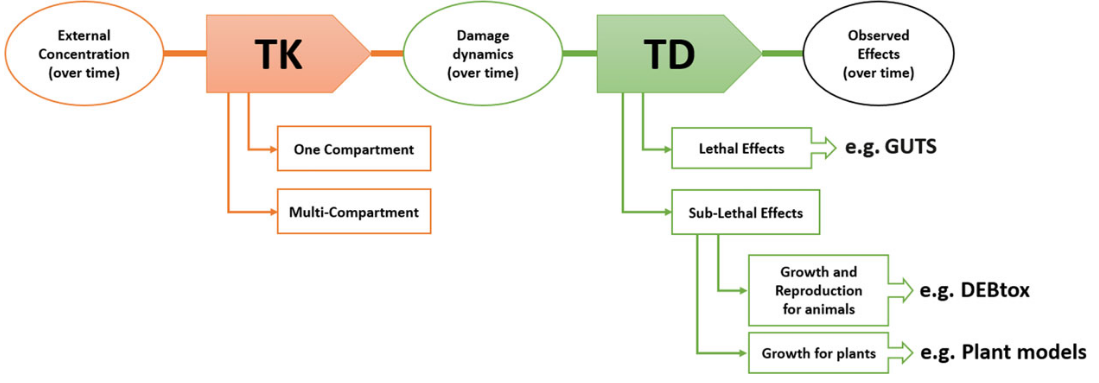 External
Concentration
(over time)
TK
Damage
dynamics
(over time)
TD
Observed
Effects
(over time)
One Compartment
Multi-Compartment
Lethal Effects
e.g. GUTS
Sub-Lethal Effects
Growth and
Reproduction
for animals
e.g. DEBtox
Growth for plants
e.g. Plant models